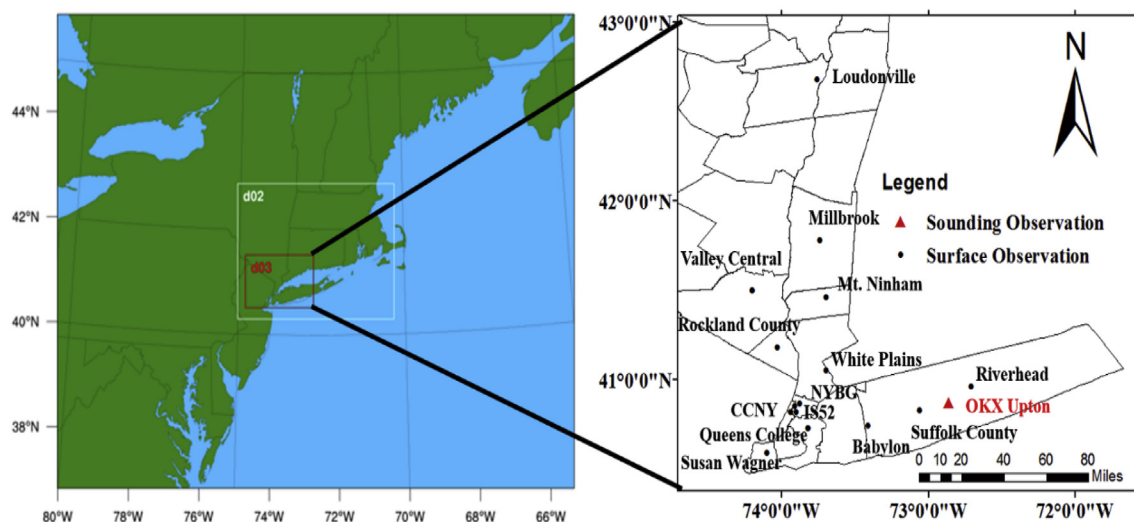 44°N
42°N
40°N
38°N
80°W
78°W
76°W
74°W
72°W
70°W
68°W
66°W
d02
d03
43°0'0"N
42°0'0"N
41°0'0"N
74°0'0"W
73°0'0"W
72°0'0"W
N
Loudonville
Legend
Sounding Observation
Surface Observation
Millbrook
Valley Central
Mt. Ninham
Rockland County
White Plains
Riverhead
NYBG
OKX Upton
CCNY
IS52
Queens College
Suffolk County
Babylon
Susan Wagner
0 10 20 40 60 80
Miles